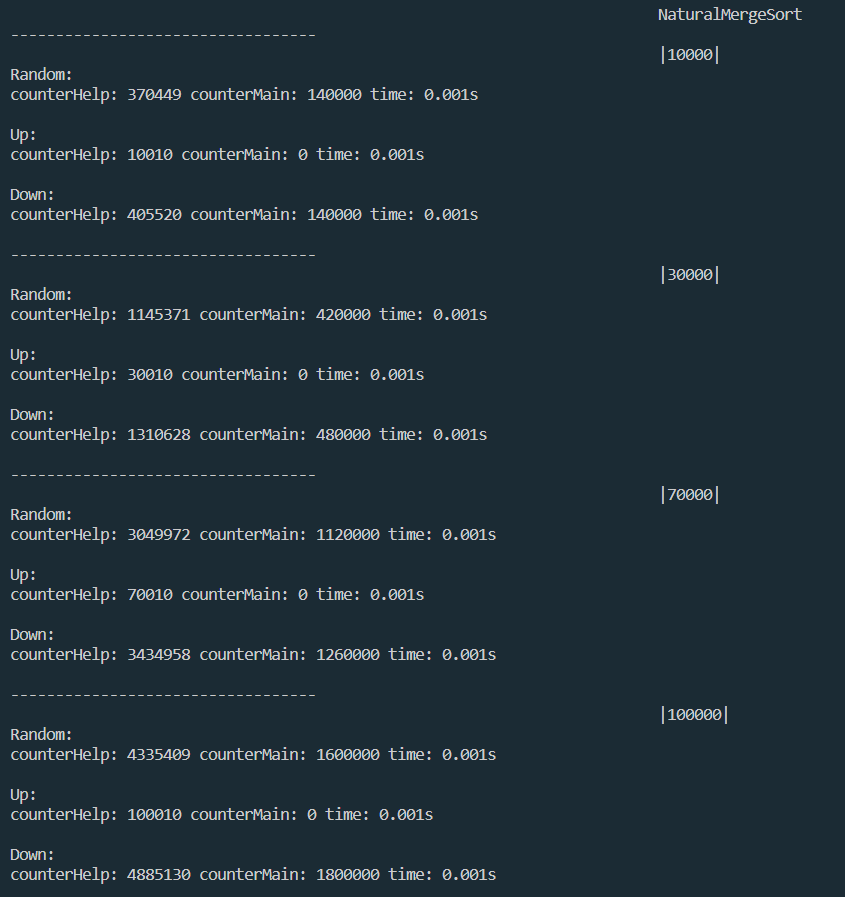 NaturalMergeSort
----------------------------------
|10000|
Random:
counterHelp: 370449 counterMain: 140000 time: 0.001s
Up:
counterHelp: 10010 counterMain: 0 time: 0.001s
Down:
counterHelp: 405520 counterMain: 140000 time: 0.001s
----------------------------------
|30000|
Random:
counterHelp: 1145371 counterMain: 420000 time: 0.001s
Up:
counterHelp: 30010 counterMain: 0 time: 0.001s
Down:
counterHelp: 1310628 counterMain: 480000 time: 0.001s
----------------------------------
|70000|
Random:
counterHelp: 3049972 counterMain: 1120000 time: 0.001s
Up:
counterHelp: 70010 counterMain: 0 time: 0.001s
Down:
counterHelp: 3434958 counterMain: 1260000 time: 0.001s
----------------------------------
|100000|
Random:
counterHelp: 4335409 counterMain: 1600000 time: 0.001s
Up:
counterHelp: 100010 counterMain: 0 time: 0.001s
Down:
counterHelp: 4885130 counterMain: 1800000 time: 0.001s